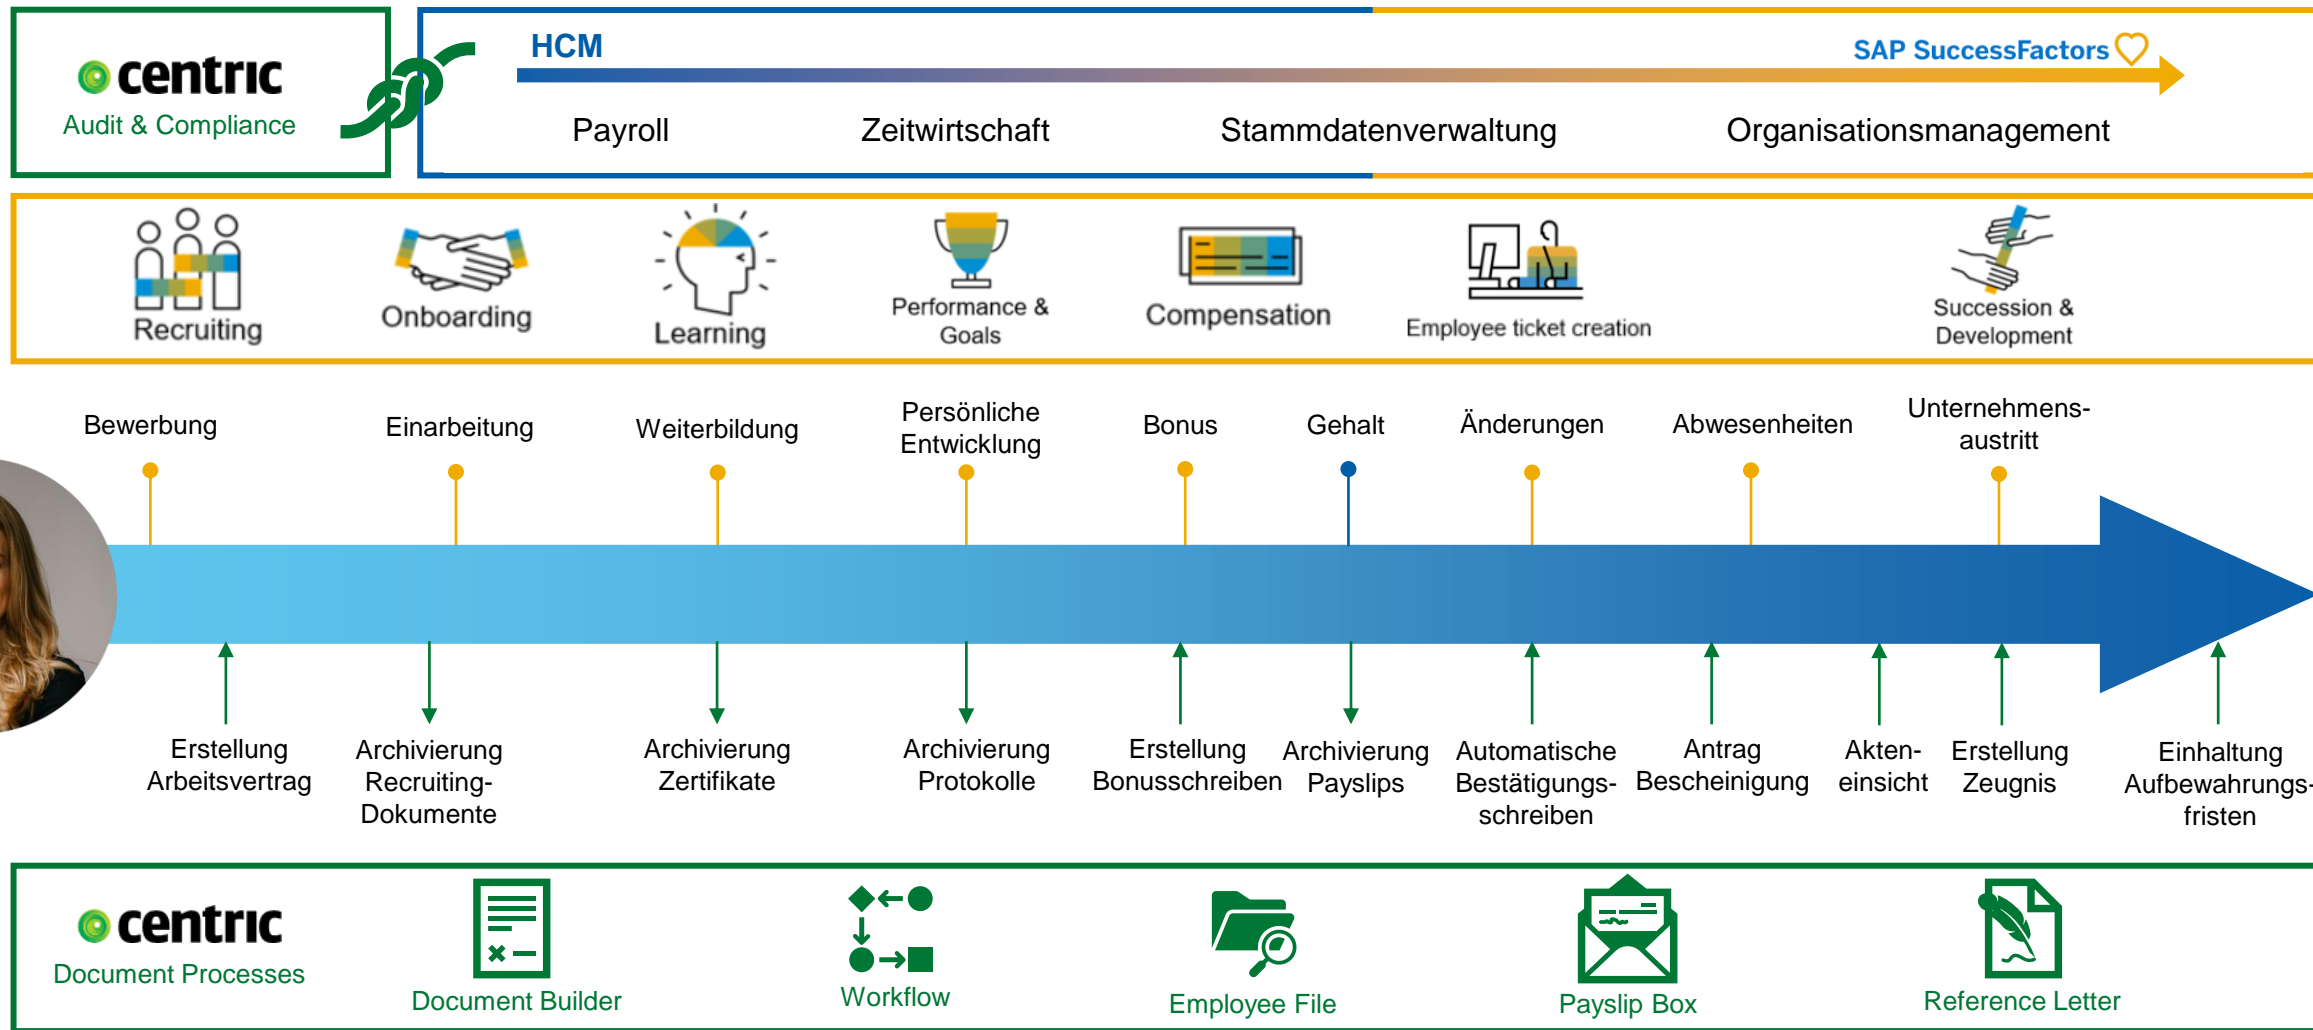 centric
Audit & Compliance
HCM
SAP SuccessFactors
Payroll
Zeitwirtschaft
Stammdatenverwaltung
Organisationsmanagement
Recruiting
Onboarding
Learning
Performance &
Goals
Compensation
Employee ticket creation
Succession &
Development
Bewerbung
Einarbeitung
Weiterbildung
Persönliche
Entwicklung
Bonus
Gehalt
Änderungen
Abwesenheiten
Unternehmens-
austritt
Erstellung
Arbeitsvertrag
Archivierung
Recruiting-
Dokumente
Archivierung
Zertifikate
Archivierung
Protokolle
Erstellung
Bonusschreiben
Archivierung
Payslips
Automatische
Bestätigungs-
schreiben
Antrag
Bescheinigung
Akten-
einsicht
Erstellung
Zeugnis
Einhaltung
Aufbewahrungs-
fristen
centric
Document Processes
Document Builder
Workflow
Employee File
Payslip Box
Reference Letter